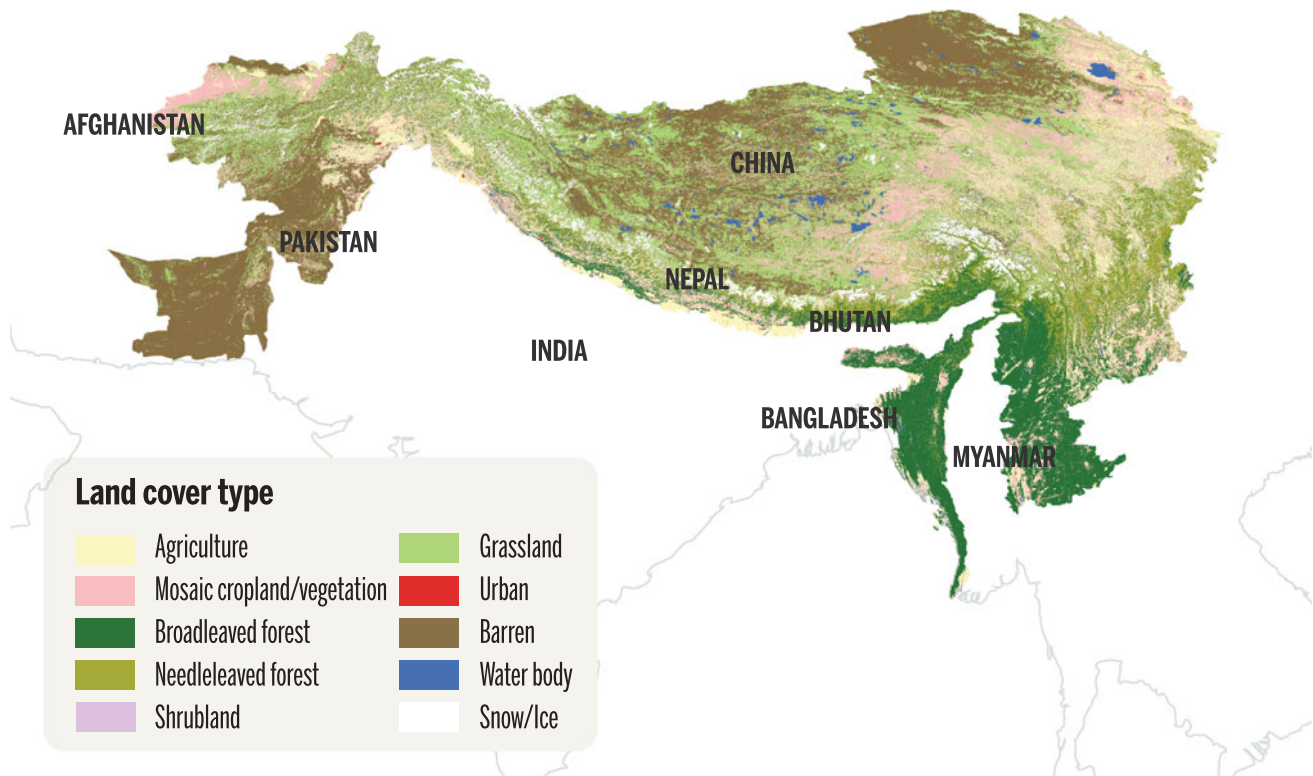 AFGHANISTAN
CHINA
PAKISTAN
NEPAL
BHUTAN
INDIA
BANGLADESH
MYANMAR
Land cover type
Agriculture
Mosaic cropland/vegetation
Broadleaved forest
Needleleaved forest
Shrubland
Grassland
Urban
Barren
Water body
Snow/Ice